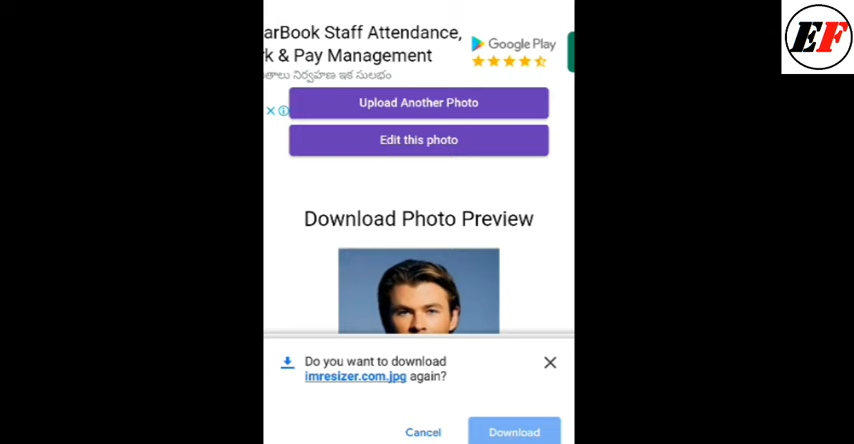 arBook Staff Attendance,
rk & Pay Management
తాలు నిర్వహణ ఇక సులభం
Google Play
Upload Another Photo
Edit this photo
Download Photo Preview
Do you want to download
imresizer.com.jpg again?
Cancel
Download
EF